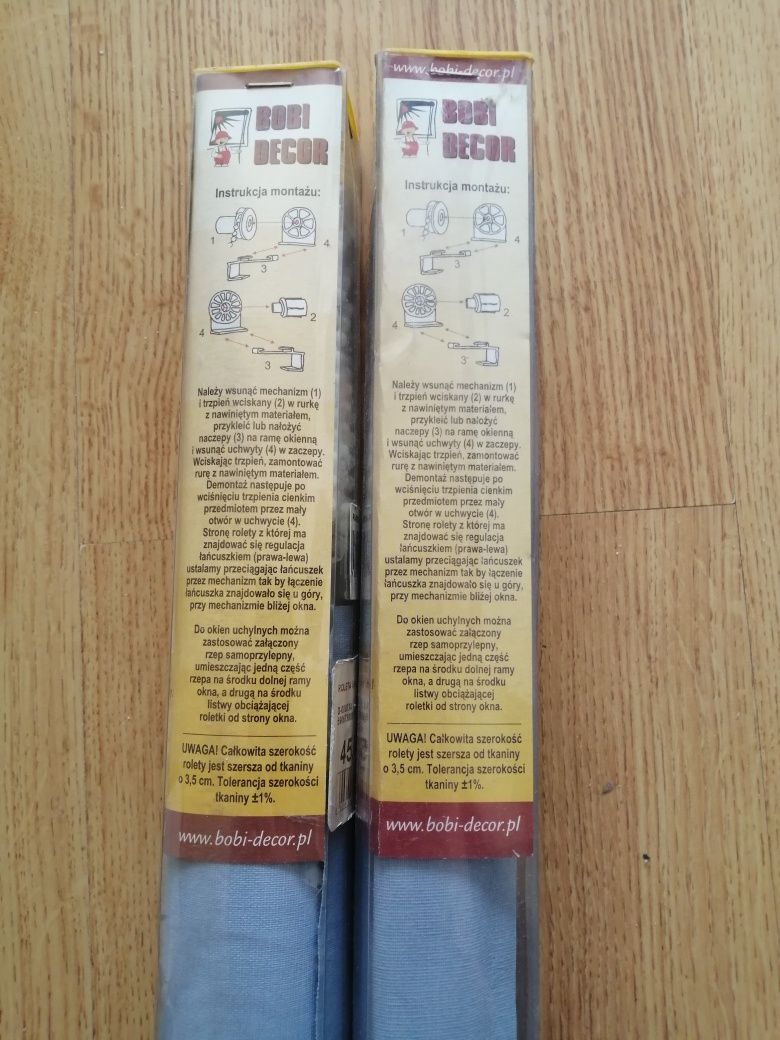 BOBI
DECOR
Instrukcja montażu:
1
4
3
4
2
3
Należy wsunąć mechanizm (1)
i trzpień wciskany (2) w rurkę
z nawiniętym materiałem,
przykleić lub nałożyć
naczepy (3) na ramę okienną
i wsunąć uchwyty (4) w zaczepy.
Wciskając trzpień, zamontować
rurę z nawiniętym materiałem.
Demontaż następuje po
wciśnięciu trzpienia cienkim
przedmiotem przez mały
otwór w uchwycie (4).
Stronę rolety z której ma
znajdować się regulacja
łańcuszkiem (prawa-lewa)
ustalamy przeciągając łańcuszek
przez mechanizm tak by łączenie
łańcuszka znajdowało się u góry,
przy mechanizmie bliżej okna.
Do okien uchylnych można
zastosować załączony
rzep samoprzylepny,
umieszczając jedną część
rzepa na środku dolnej ramy
okna, a drugą na środku
listwy obciążającej
roletki od strony okna.
UWAGA! Całkowita szerokość
rolety jest szersza od tkaniny
o 3,5 cm. Tolerancja szerokości
tkaniny ±1%.
www.bobi-decor.pl
ROLETA
45
www.bobi-decor.pl
BOBI
DECOR
Instrukcja montażu:
1
4
3
4
2
3
Należy wsunąć mechanizm (1)
i trzpień wciskany (2) w rurkę
z nawiniętym materiałem,
przykleić lub nałożyć
naczepy (3) na ramę okienną
i wsunąć uchwyty (4) w zaczepy.
Wciskając trzpień, zamontować
rurę z nawiniętym materiałem.
Demontaż następuje po
wciśnięciu trzpienia cienkim
przedmiotem przez mały
otwór w uchwycie (4).
Stronę rolety z której ma
znajdować się regulacja
łańcuszkiem (prawa-lewa)
ustalamy przeciągając łańcuszek
przez mechanizm tak by łączenie
łańcuszka znajdowało się u góry,
przy mechanizmie bliżej okna.
Do okien uchylnych można
zastosować załączony
rzep samoprzylepny,
umieszczając jedną część
rzepa na środku dolnej ramy
okna, a drugą na środku
listwy obciążającej
roletki od strony okna.
UWAGA! Całkowita szerokość
rolety jest szersza od tkaniny
o 3,5 cm. Tolerancja szerokości
tkaniny ±1%.
www.bobi-decor.pl